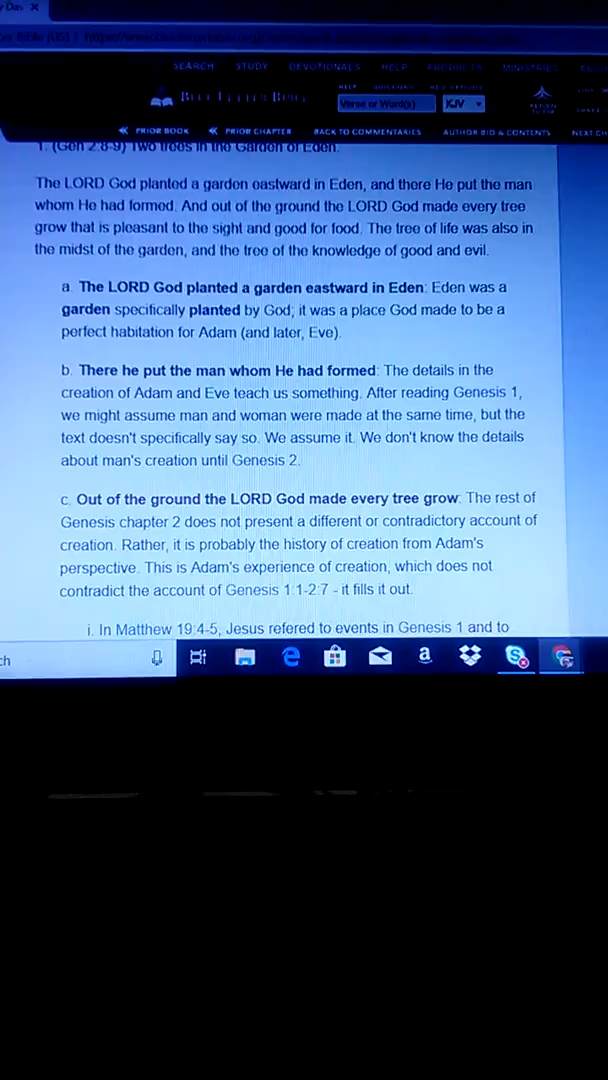 y Day
SEARCH STUDY DEVOTIONALS HELP PRODUCTS MINISTRIES
BLUE LETTER BIBLE
Verse or Word(s) KJV
PRIOR BOOK PRIOR CHAPTER BACK TO COMMENTARIES AUTHOR BIO & CONTENTS NEXT CH
1. (Gen 2:8-9) Two trees in the Garden of Eden.
The LORD God planted a garden eastward in Eden, and there He put the man
whom He had formed. And out of the ground the LORD God made every tree
grow that is pleasant to the sight and good for food. The tree of life was also in
the midst of the garden, and the tree of the knowledge of good and evil.
a. The LORD God planted a garden eastward in Eden: Eden was a
garden specifically planted by God; it was a place God made to be a
perfect habitation for Adam (and later, Eve).
b. There he put the man whom He had formed: The details in the
creation of Adam and Eve teach us something. After reading Genesis 1,
we might assume man and woman were made at the same time, but the
text doesn't specifically say so. We assume it. We don't know the details
about man's creation until Genesis 2.
c. Out of the ground the LORD God made every tree grow: The rest of
Genesis chapter 2 does not present a different or contradictory account of
creation. Rather, it is probably the history of creation from Adam's
perspective. This is Adam's experience of creation, which does not
contradict the account of Genesis 1:1-2:7 - it fills it out.
i. In Matthew 19:4-5, Jesus refered to events in Genesis 1 and to
ch